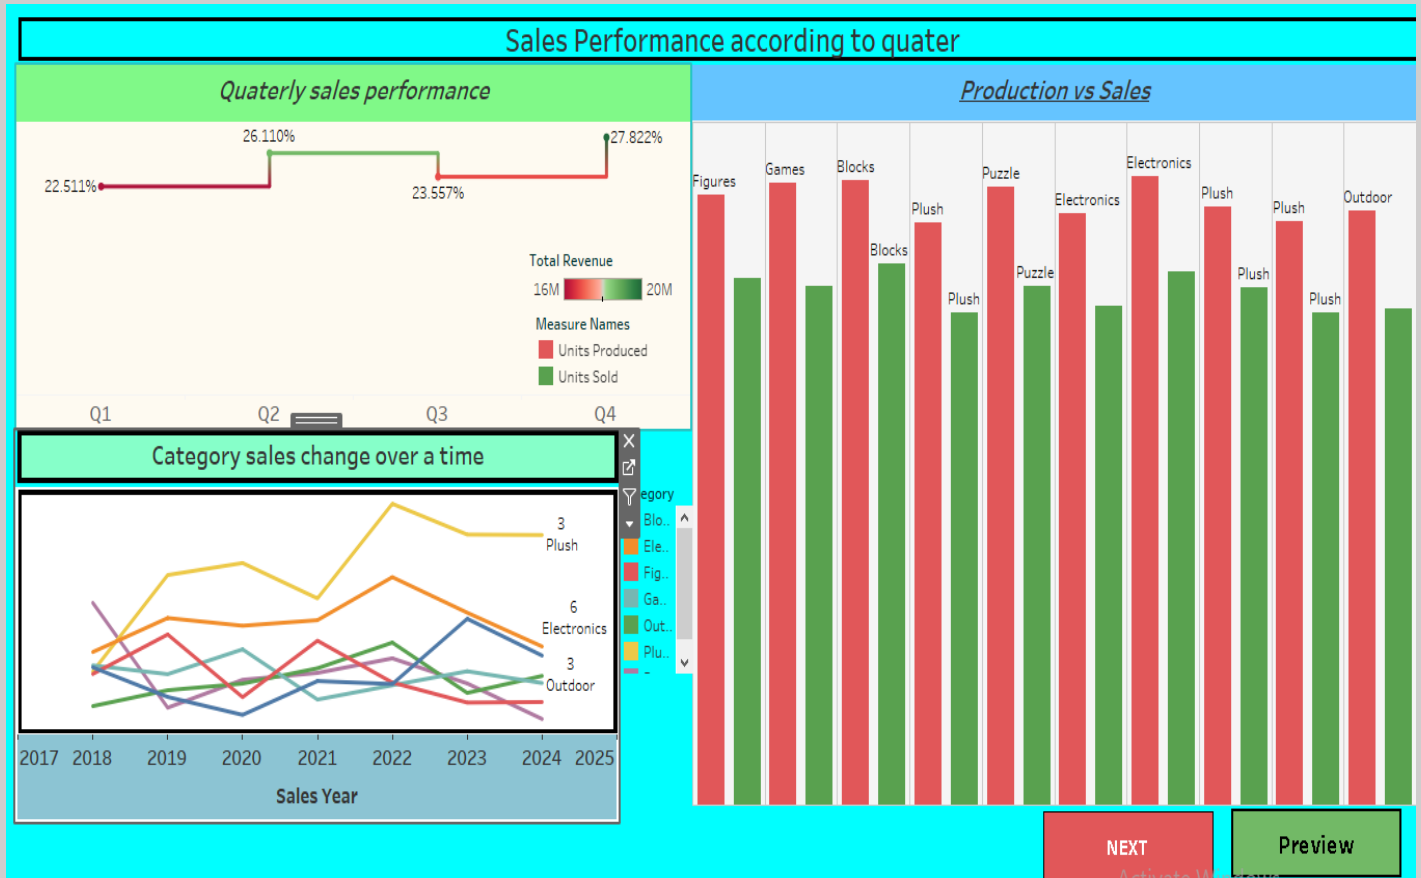 Sales Performance according to quater
Quaterly sales performance
Production vs Sales
26.110%
27.822%
22.511%
23.557%
Total Revenue
16M
20M
Measure Names
Units Produced
Units Sold
Q1
Q2
Q3
Q4
Figures
Games
Blocks
Blocks
Plush
Plush
Puzzle
Puzzle
Electronics
Electronics
Plush
Plush
Plush
Plush
Outdoor
Category sales change over a time
3
Plush
6
Electronics
3
Outdoor
egory
Blo..
Ele..
Fig..
Ga..
Out..
Plu..
2017 2018 2019 2020 2021 2022 2023 2024 2025
Sales Year
NEXT
Preview